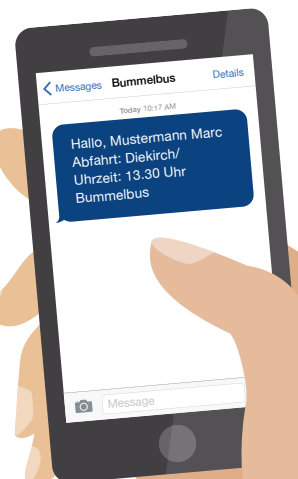 Messages Bummelbus Details
Today 10:17 AM
Hallo, Mustermann Marc
Abfahrt: Diekirch/
Uhrzeit: 13.30 Uhr
Bummelbus
Message